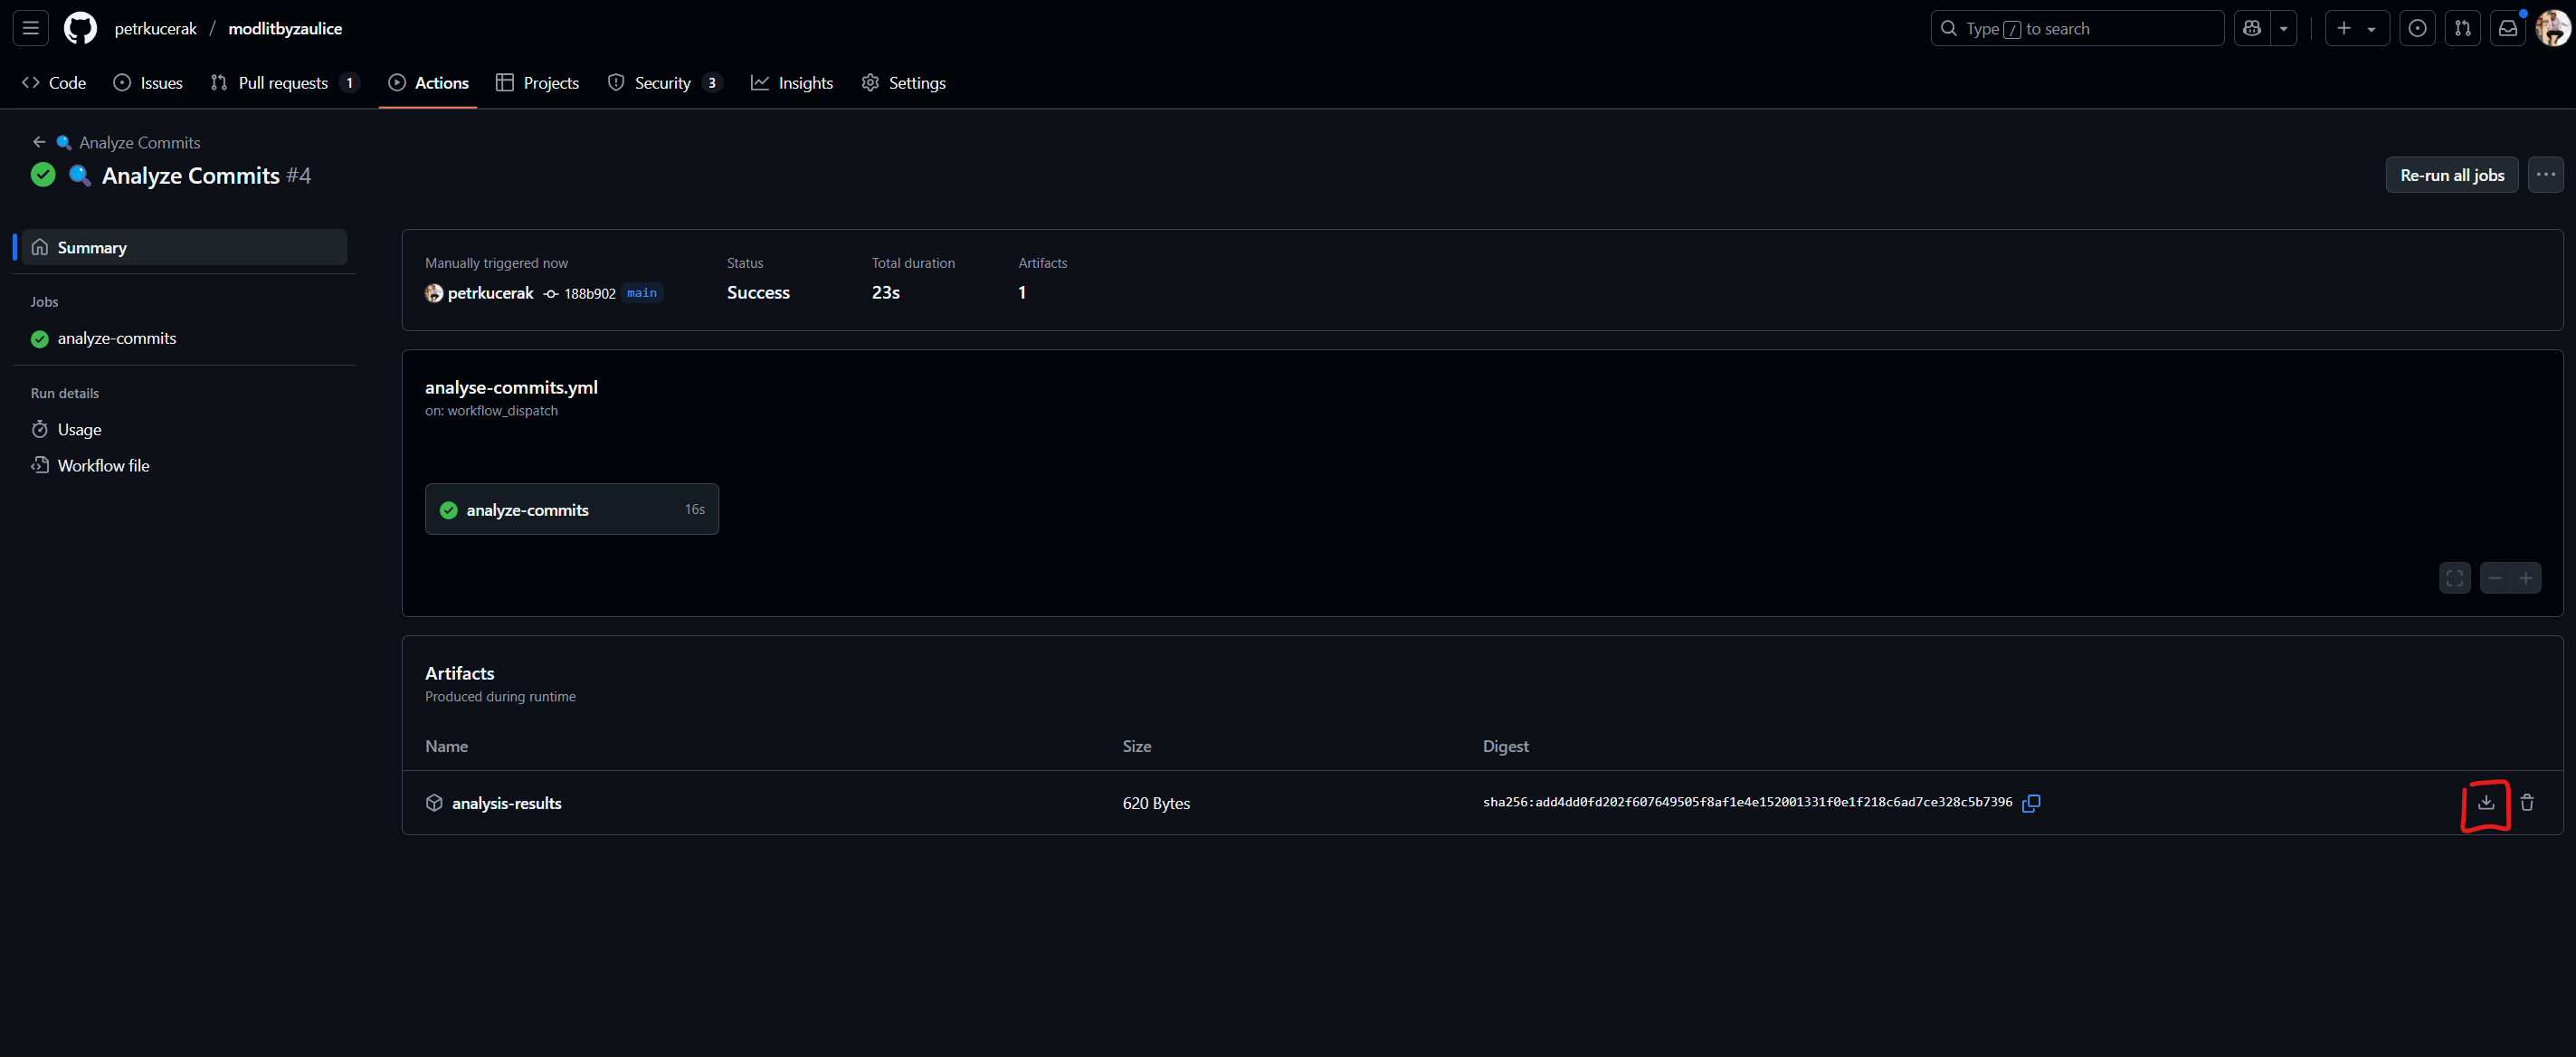 petrkucerak / modlitbyzaulice
Type / to search
Code Issues Pull requests 1 Actions Projects Security 3 Insights Settings
Analyze Commits
Analyze Commits #4
Re-run all jobs
Summary
Jobs
analyze-commits
Run details
Usage
Workflow file
Manually triggered now Status Total duration Artifacts
petrkucerak 188b902 main Success 23s 1
analyse-commits.yml
on: workflow_dispatch
analyze-commits 16s
Artifacts
Produced during runtime
Name Size Digest
analysis-results 620 Bytes sha256:add4dd0fd202f607649505f8af1e4e152001331f0e1f218c6ad7ce328c5b7396